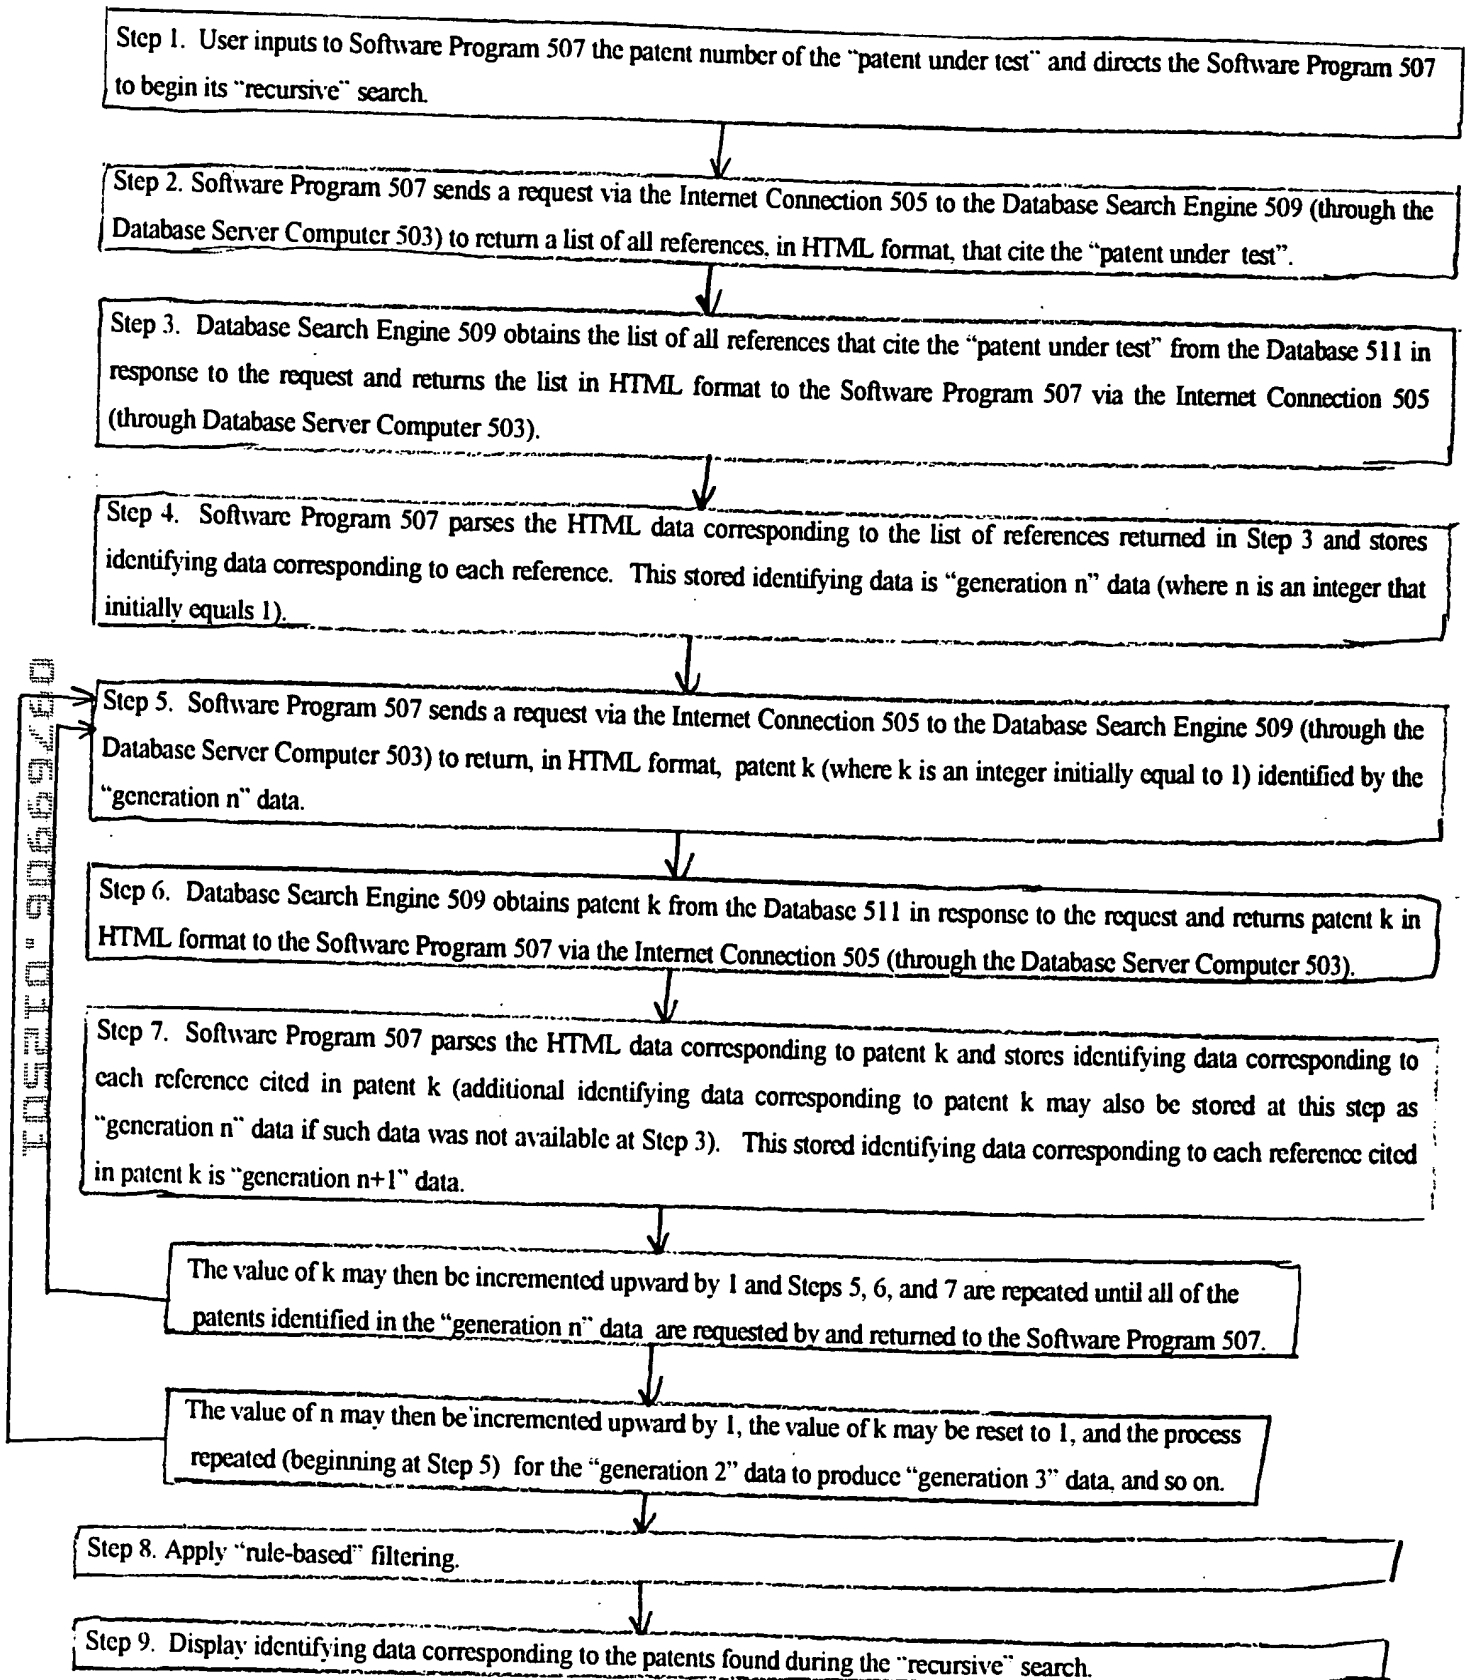 Step 1. User inputs to Software Program 507 the patent number of the “patent under test” and directs the Software Program 507
to begin its “recursive” search.
Step 2. Software Program 507 sends a request via the Internet Connection 505 to the Database Search Engine 509 (through the
Database Server Computer 503) to return a list of all references, in HTML format, that cite the “patent under test”.
Step 3. Database Search Engine 509 obtains the list of all references that cite the “patent under test” from the Database 511 in
response to the request and returns the list in HTML format to the Software Program 507 via the Internet Connection 505
(through Database Server Computer 503).
Step 4. Software Program 507 parses the HTML data corresponding to the list of references returned in Step 3 and stores
identifying data corresponding to each reference. This stored identifying data is “generation n” data (where n is an integer that
initially equals 1).
Step 5. Software Program 507 sends a request via the Internet Connection 505 to the Database Search Engine 509 (through the
Database Server Computer 503) to return, in HTML format, patent k (where k is an integer initially equal to 1) identified by the
“generation n” data.
Step 6. Database Search Engine 509 obtains patent k from the Database 511 in response to the request and returns patent k in
HTML format to the Software Program 507 via the Internet Connection 505 (through the Database Server Computer 503).
Step 7. Software Program 507 parses the HTML data corresponding to patent k and stores identifying data corresponding to
each reference cited in patent k (additional identifying data corresponding to patent k may also be stored at this step as
“generation n” data if such data was not available at Step 3). This stored identifying data corresponding to each reference cited
in patent k is “generation n+1” data.
The value of k may then be incremented upward by 1 and Steps 5, 6, and 7 are repeated until all of the
patents identified in the “generation n” data are requested by and returned to the Software Program 507.
The value of n may then be incremented upward by 1, the value of k may be reset to 1, and the process
repeated (beginning at Step 5) for the “generation 2” data to produce “generation 3” data, and so on.
Step 8. Apply “rule-based” filtering.
Step 9. Display identifying data corresponding to the patents found during the “recursive” search.